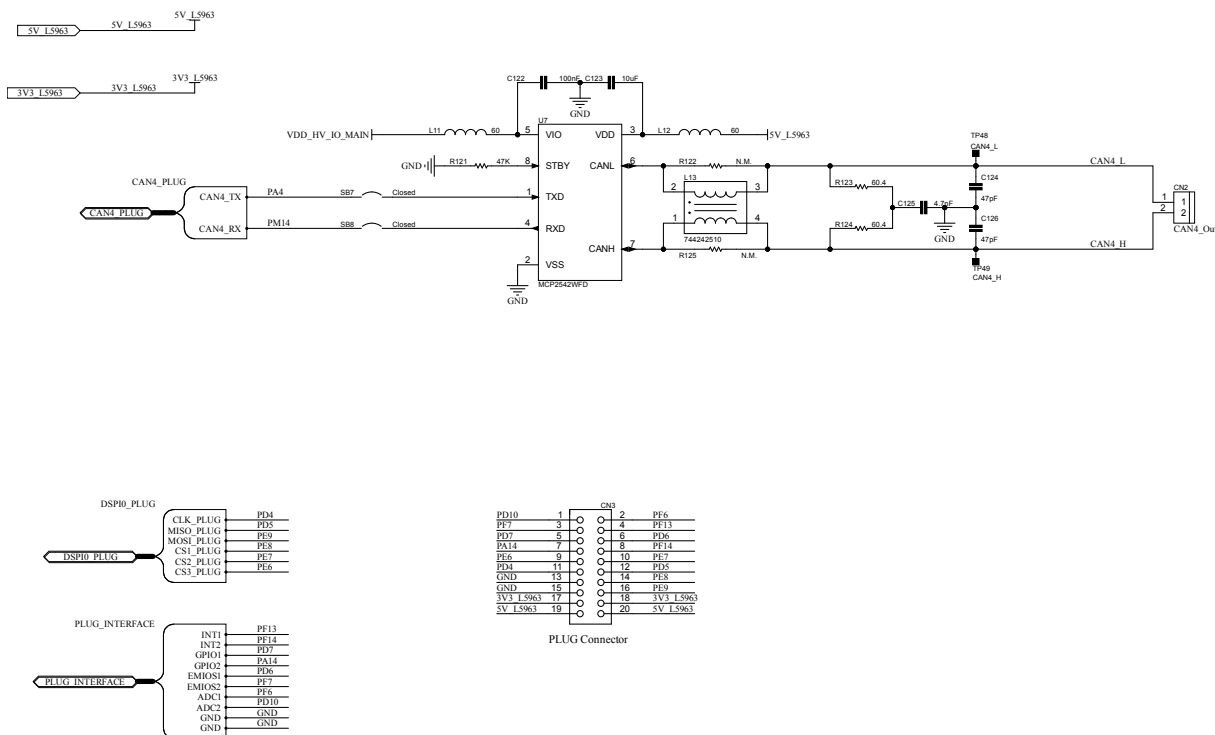 5V_L5963 5V_L5963 5V_L5963
3V3_L5963 3V3_L5963 3V3_L5963
C122 100nF C123 10uF
GND
U7
VDD_HV_IO_MAIN L11 60 5 VIO VDD 3 L12 60 5V_L5963
TP48
CAN4_L
GND R121 47K 8 STBY CANL 6 R122 N.M. CAN4_L
CAN4_PLUG
L13
2 3
R123 60.4
C124
47pF
CN2
CAN4_PLUG CAN4_TX PA4 SB7 Closed 1 TXD
C125 4.7nF
GND
1 1
2 2
CAN4_Out
CAN4_RX PM14 SB8 Closed 4 RXD
1 4
R124 60.4
C126
47pF
744242510
CANH 7 R125 N.M. CAN4_H
2 VSS
TP49
CAN4_H
GND
MCP2542WFD
DSPI0_PLUG
DSPI0_PLUG
CLK_PLUG PD4
MISO_PLUG PD5
MOSI_PLUG PE9
CS1_PLUG PE8
CS2_PLUG PE7
CS3_PLUG PE6
CN3
PD10 1 2 PF6
PF7 3 4 PF13
PD7 5 6 PD6
PA14 7 8 PF14
PE6 9 10 PE7
PD4 11 12 PD5
GND 13 14 PE8
GND 15 16 PE9
3V3_L5963 17 18 3V3_L5963
5V_L5963 19 20 5V_L5963
PLUG Connector
PLUG_INTERFACE
PLUG_INTERFACE
INT1 PF13
INT2 PF14
GPIO1 PD7
GPIO2 PA14
EMIOS1 PD6
EMIOS2 PF7
ADC1 PF6
ADC2 PD10
GND GND
GND GND